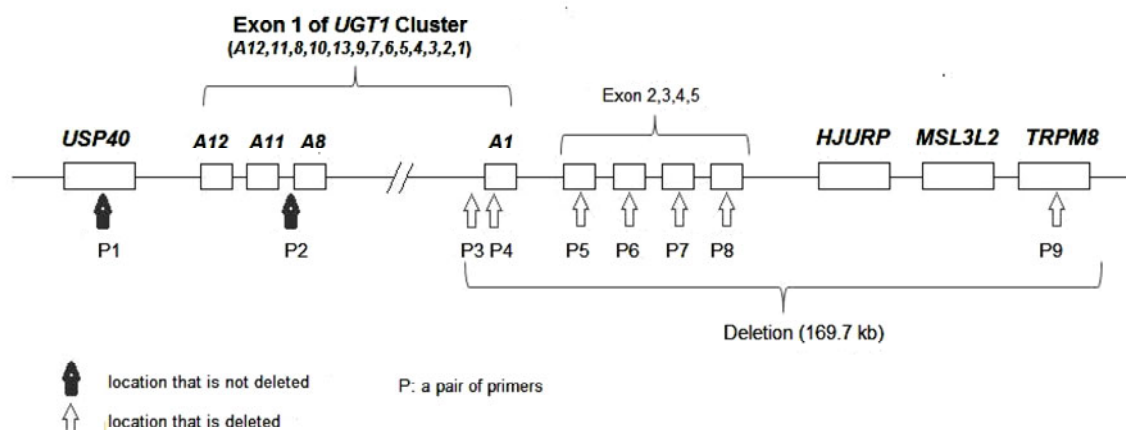 Exon 1 of UGT1 Cluster
(A12,11,8,10,13,9,7,6,5,4,3,2,1)
Exon 2,3,4,5
USP40 A12 A11 A8 A1 HJURP MSL3L2 TRPM8
P1 P2 P3 P4 P5 P6 P7 P8 P9
Deletion (169.7 kb)
location that is not deleted P: a pair of primers
location that is deleted